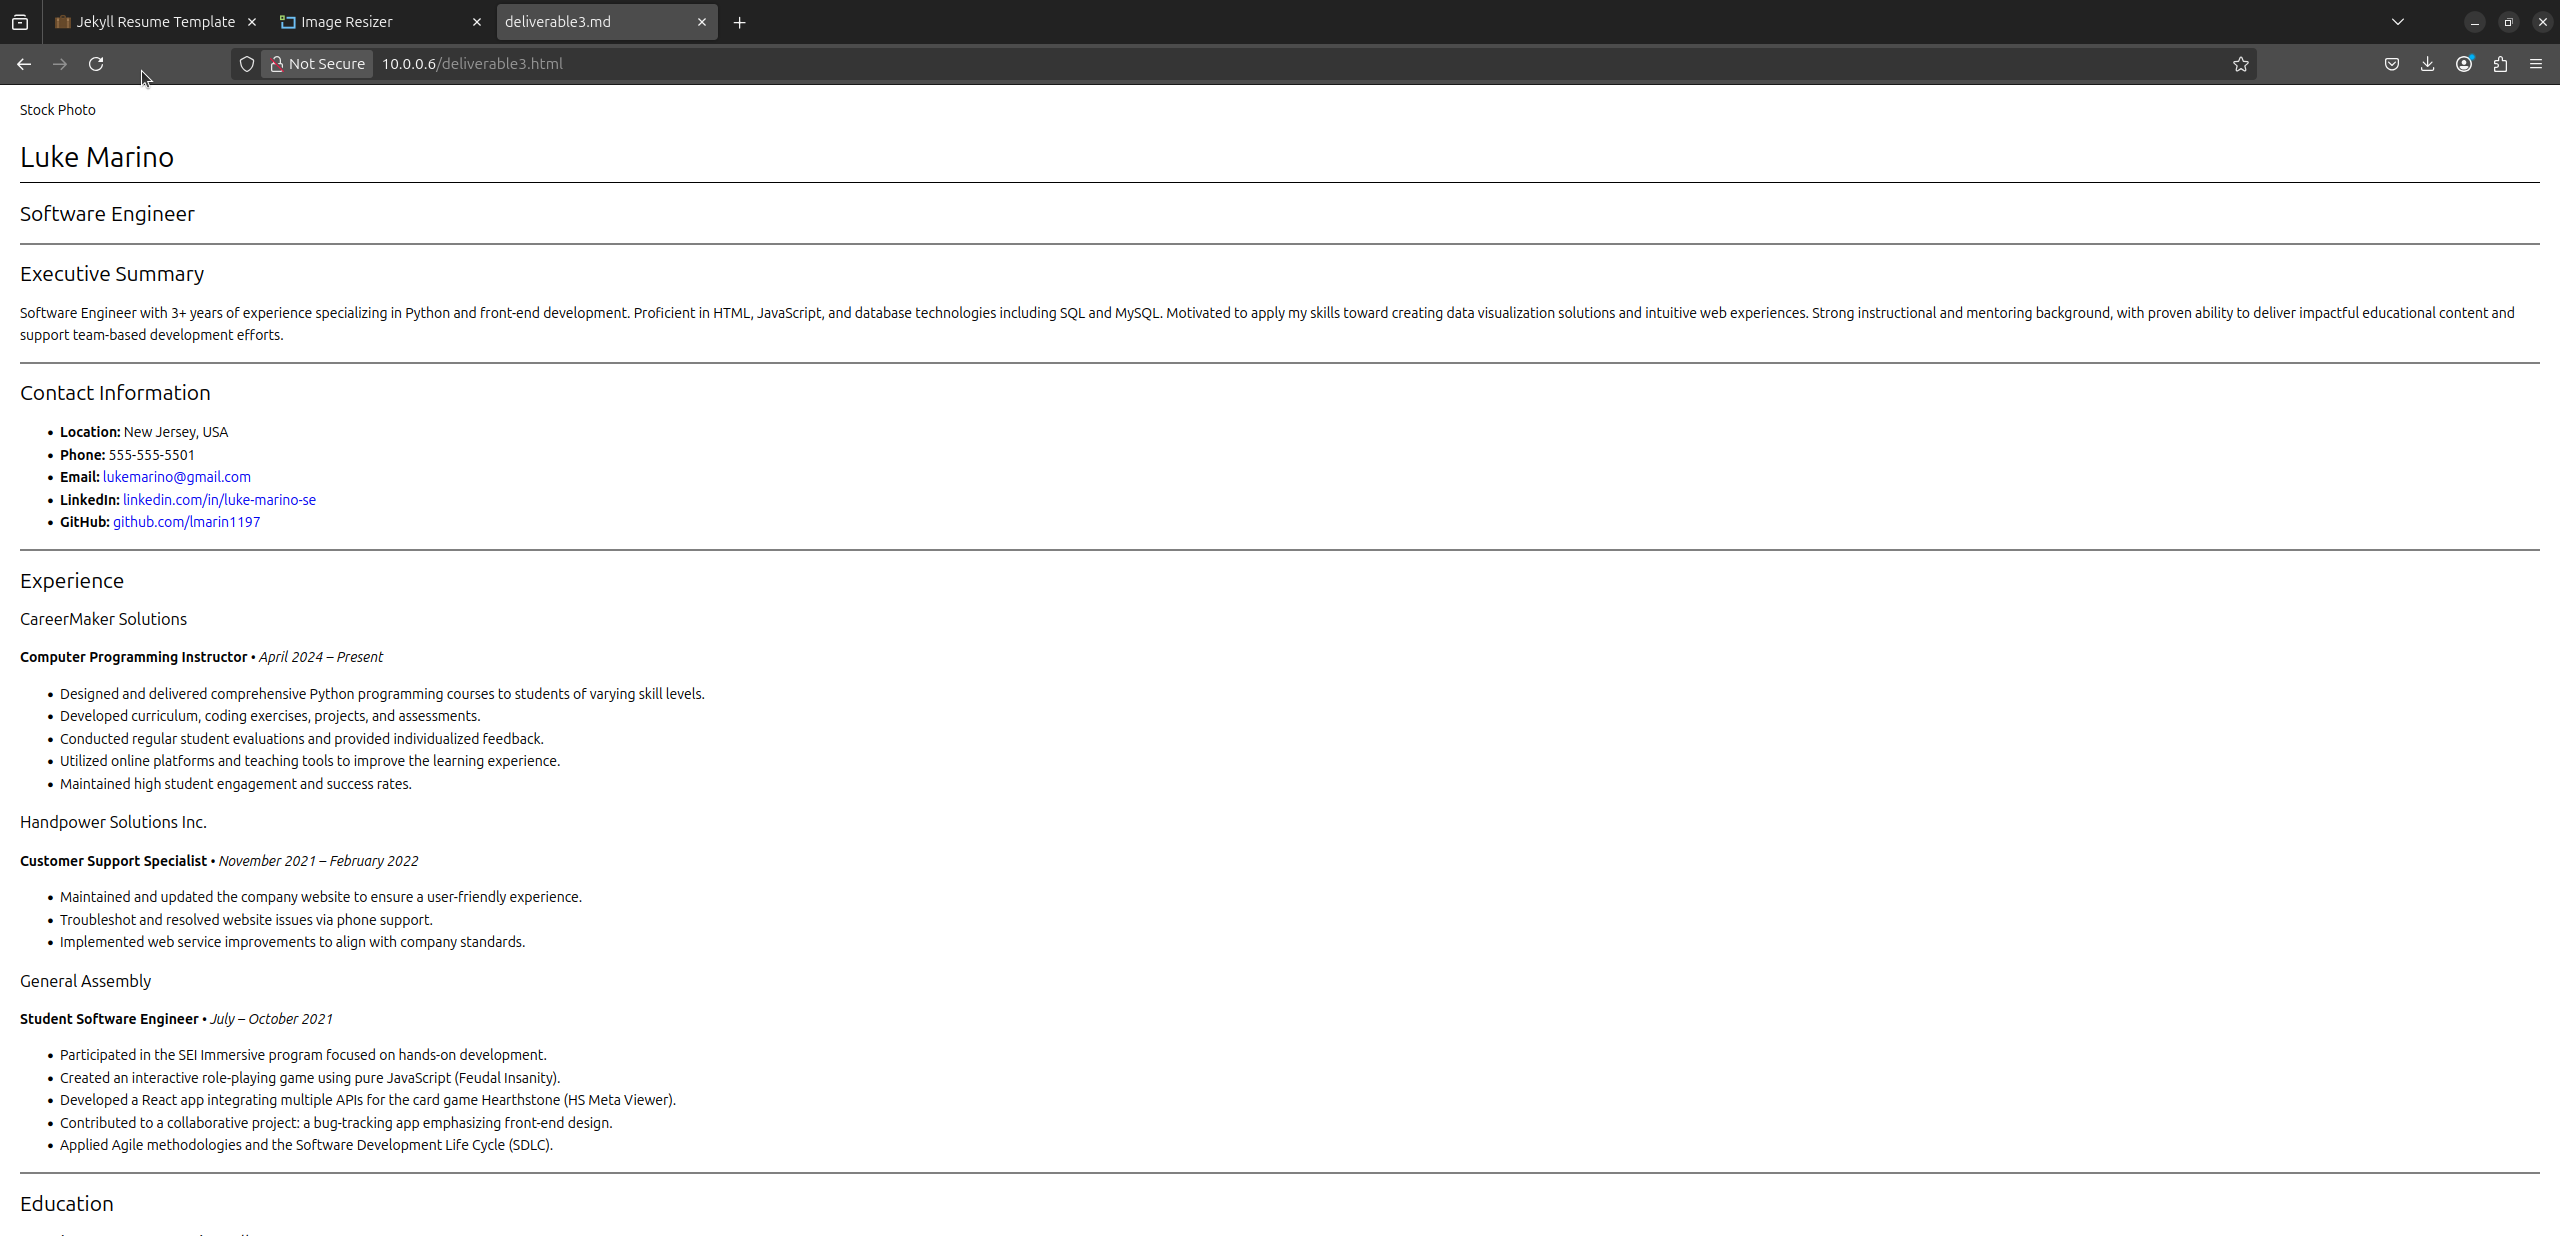 Jekyll Resume Template
Image Resizer
deliverable3.md
Not Secure
10.0.0.6/deliverable3.html
Stock Photo
Luke Marino
Software Engineer
Executive Summary
Software Engineer with 3+ years of experience specializing in Python and front-end development. Proficient in HTML, JavaScript, and database technologies including SQL and MySQL. Motivated to apply my skills toward creating data visualization solutions and intuitive web experiences. Strong instructional and mentoring background, with proven ability to deliver impactful educational content and
support team-based development efforts.
Contact Information
• Location: New Jersey, USA
• Phone: 555-555-5501
• Email: lukemarino@gmail.com
• LinkedIn: linkedin.com/in/luke-marino-se
• GitHub: github.com/lmarin1197
Experience
CareerMaker Solutions
Computer Programming Instructor • April 2024 – Present
• Designed and delivered comprehensive Python programming courses to students of varying skill levels.
• Developed curriculum, coding exercises, projects, and assessments.
• Conducted regular student evaluations and provided individualized feedback.
• Utilized online platforms and teaching tools to improve the learning experience.
• Maintained high student engagement and success rates.
Handpower Solutions Inc.
Customer Support Specialist • November 2021 – February 2022
• Maintained and updated the company website to ensure a user-friendly experience.
• Troubleshot and resolved website issues via phone support.
• Implemented web service improvements to align with company standards.
General Assembly
Student Software Engineer • July – October 2021
• Participated in the SEI Immersive program focused on hands-on development.
• Created an interactive role-playing game using pure JavaScript (Feudal Insanity).
• Developed a React app integrating multiple APIs for the card game Hearthstone (HS Meta Viewer).
• Contributed to a collaborative project: a bug-tracking app emphasizing front-end design.
• Applied Agile methodologies and the Software Development Life Cycle (SDLC).
Education